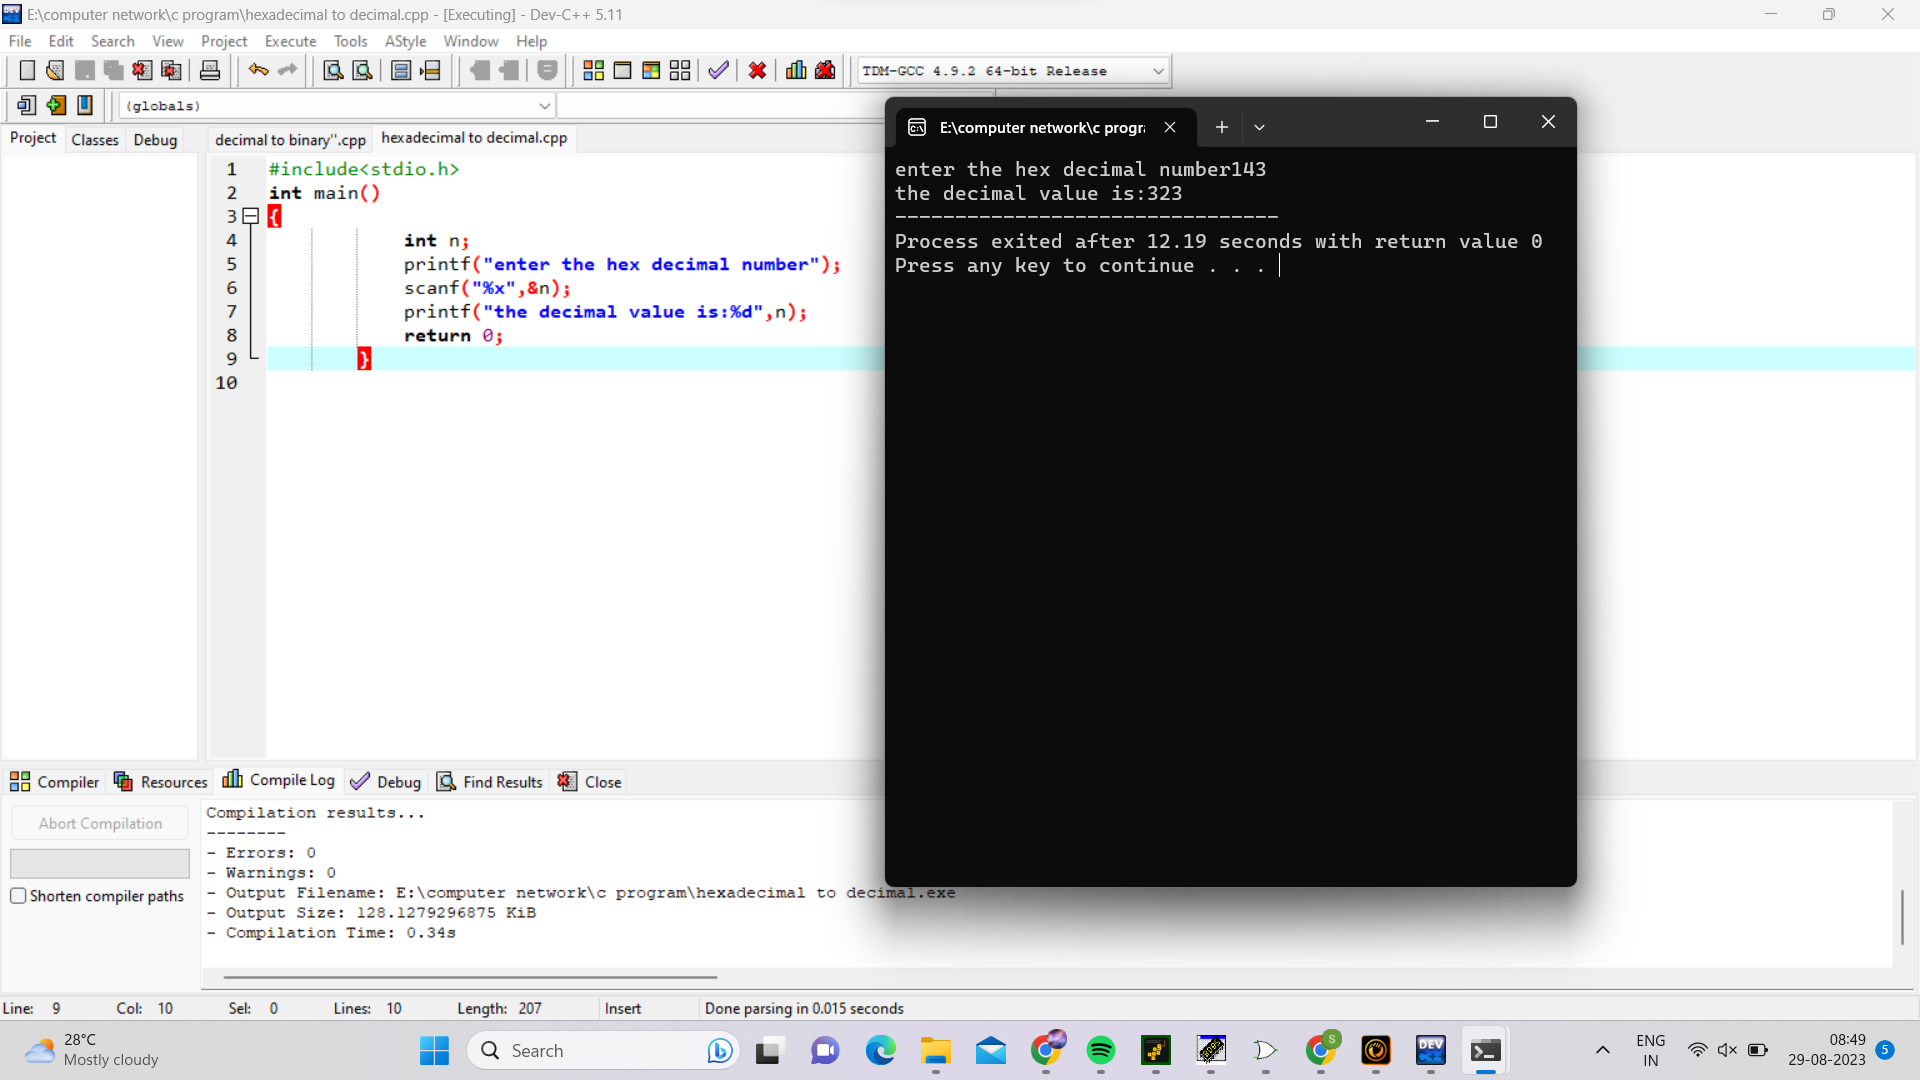 E:\computer network\c program\hexadecimal to decimal.cpp - [Executing] - Dev-C++ 5.11
File Edit Search View Project Execute Tools AStyle Window Help
TDM-GCC 4.9.2 64-bit Release
(globals)
Project Classes Debug
decimal to binary".cpp hexadecimal to decimal.cpp
1 #include<stdio.h>
2 int main()
3 {
4 int n;
5 printf("enter the hex decimal number");
6 scanf("%x",&n);
7 printf("the decimal value is:%d",n);
8 return 0;
9 }
10
E:\computer network\c progr
enter the hex decimal number143
the decimal value is:323
--------------------------------
Process exited after 12.19 seconds with return value 0
Press any key to continue . . .
Compiler Resources Compile Log Debug Find Results Close
Abort Compilation
Shorten compiler paths
Compilation results...
--------
- Errors: 0
- Warnings: 0
- Output Filename: E:\computer network\c program\hexadecimal to decimal.exe
- Output Size: 128.1279296875 KiB
- Compilation Time: 0.34s
Line: 9 Col: 10 Sel: 0 Lines: 10 Length: 207 Insert Done parsing in 0.015 seconds
28°C
Mostly cloudy
Search
S
DEV
C++
ENG
IN
08:49
29-08-2023
5